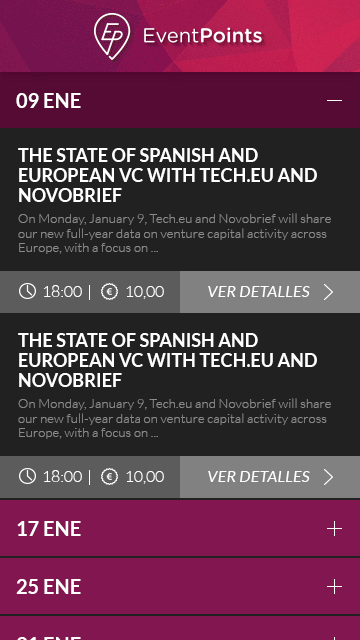 EP EventPoints
09 ENE
THE STATE OF SPANISH AND
EUROPEAN VC WITH TECH.EU AND
NOVOBRIEF
On Monday, January 9, Tech.eu and Novobrief will share
our new full-year data on venture capital activity across
Europe, with a focus on ...
18:00 | € 10,00 VER DETALLES
THE STATE OF SPANISH AND
EUROPEAN VC WITH TECH.EU AND
NOVOBRIEF
On Monday, January 9, Tech.eu and Novobrief will share
our new full-year data on venture capital activity across
Europe, with a focus on ...
18:00 | € 10,00 VER DETALLES
17 ENE
25 ENE